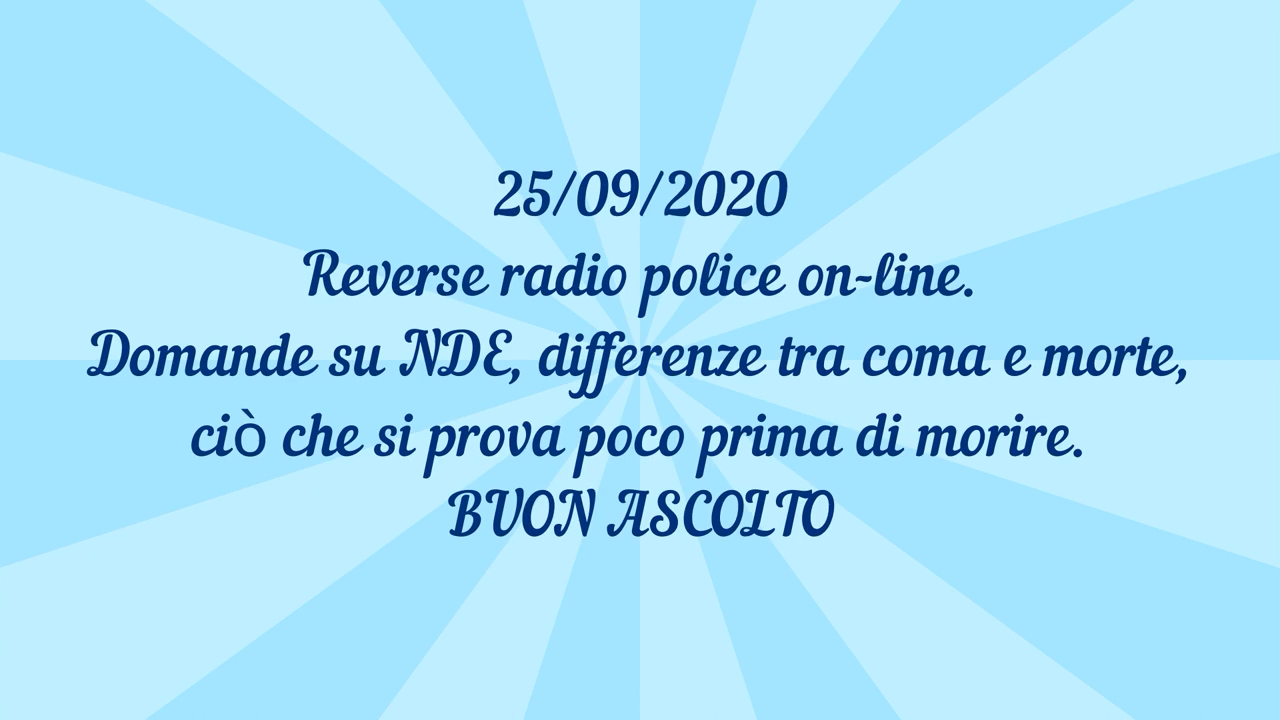 25/09/2020
Reverse radio police on-line.
Domande su NDE, differenze tra coma e morte,
ciò che si prova poco prima di morire.
BUON ASCOLTO